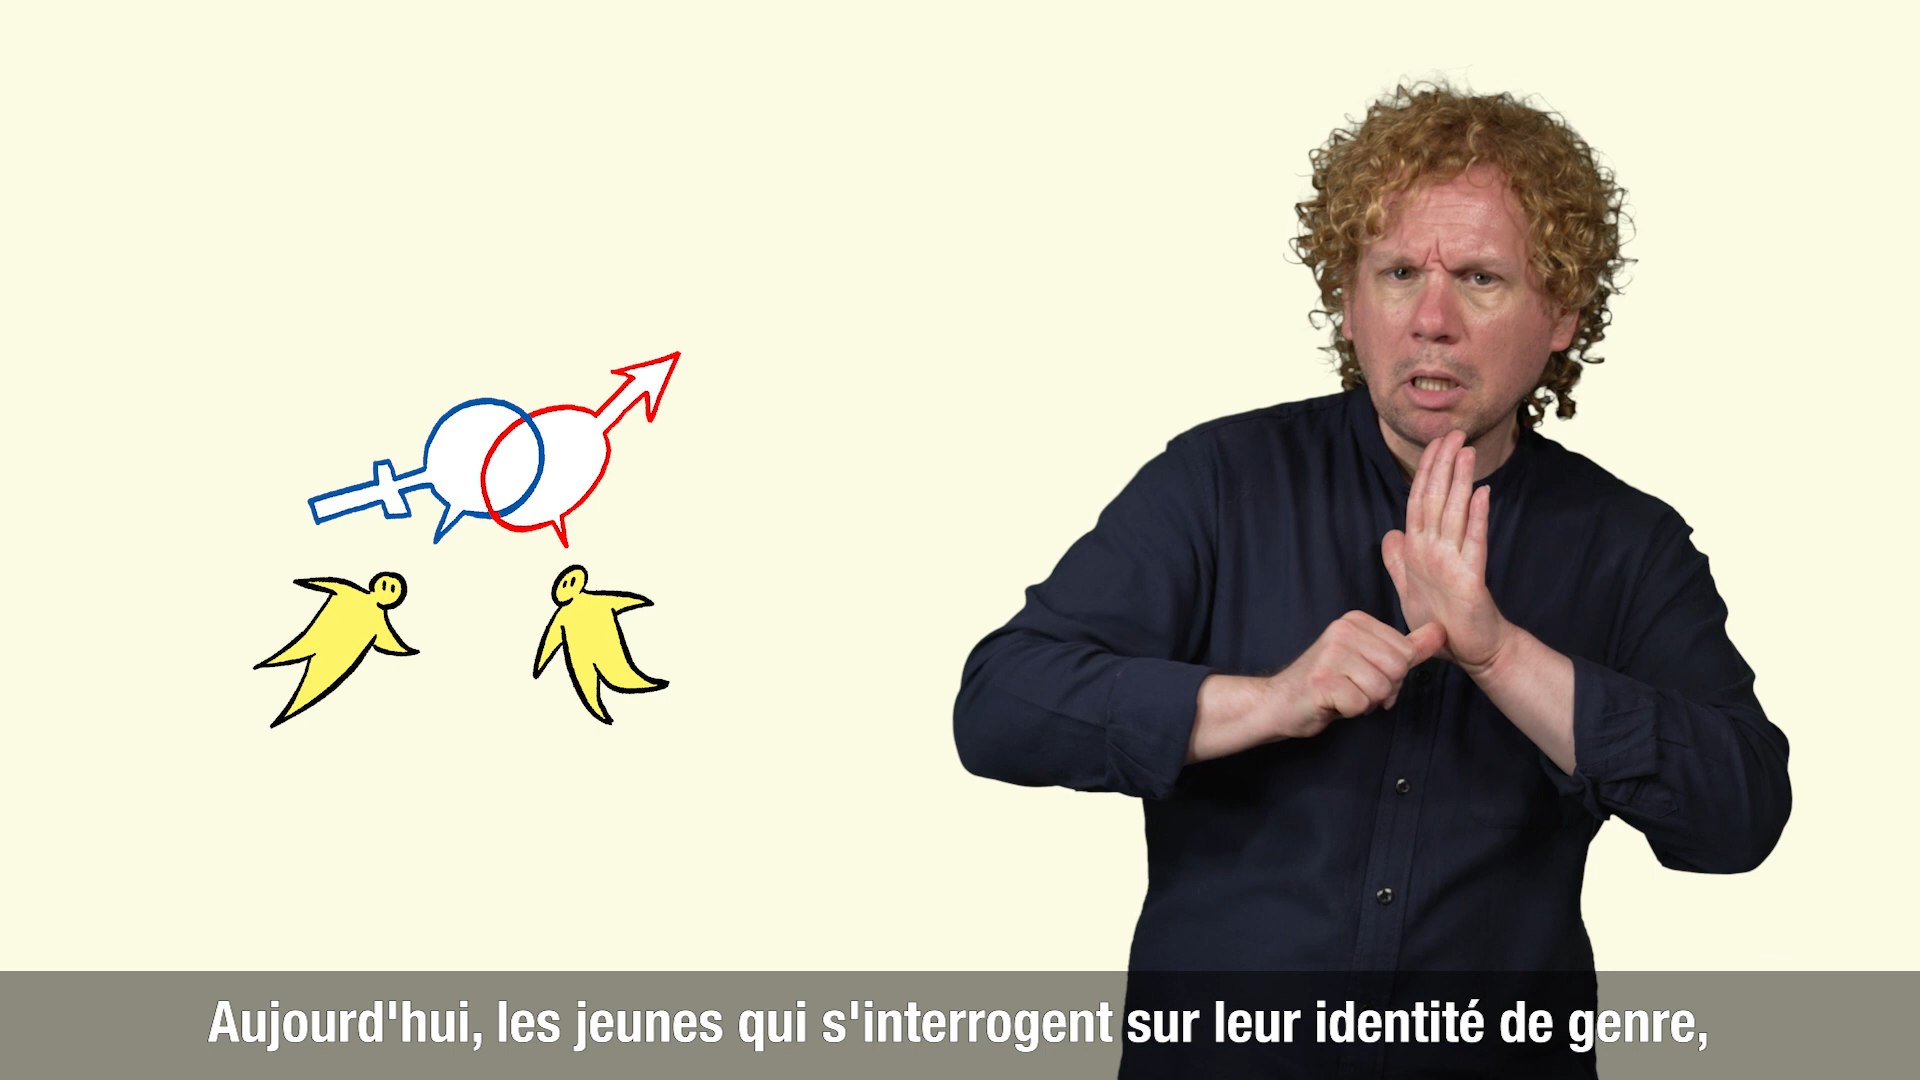 Aujourd'hui, les jeunes qui s'interrogent sur leur identité de genre,